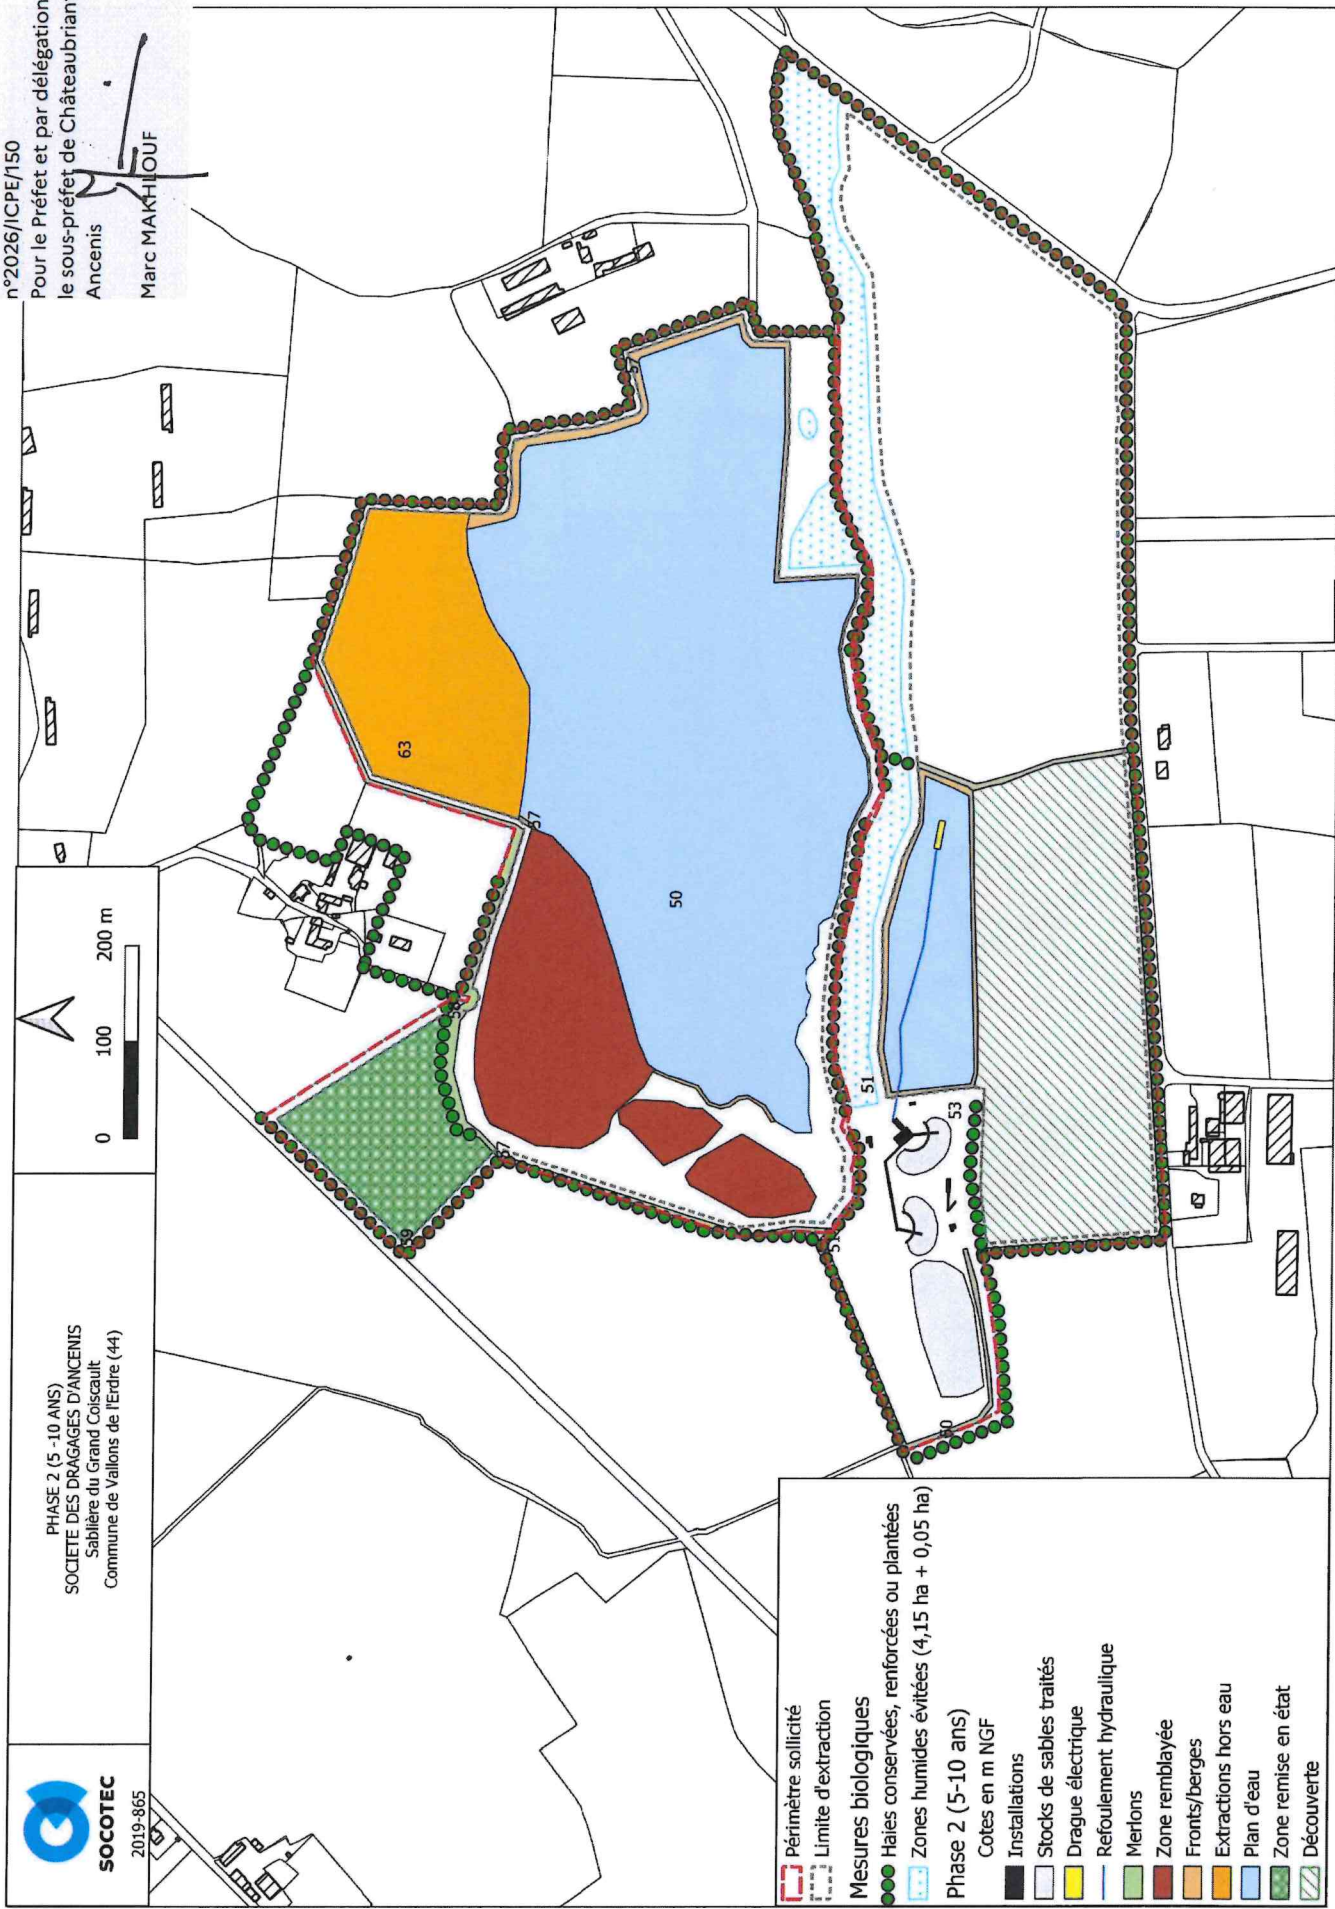 n°2026/ICPE/150
Pour le Préfet et par délégation
le sous-préfet de Châteaubriant
Ancenis
Marc MAKHLOUF
SOCOTEC
2019-865
PHASE 2 (5 -10 ANS)
SOCIETE DES DRAGAGES D'ANCENIS
Sablière du Grand Coiscault
Commune de Vallons de l'Erdre (44)
0 100 200 m
63
57
50
57
51
53
Périmètre sollicité
Limite d'extraction
Mesures biologiques
Haies conservées, renforcées ou plantées
Zones humides évitées (4,15 ha + 0,05 ha)
Phase 2 (5-10 ans)
Cotes en m NGF
Installations
Stocks de sables traités
Drague électrique
Refoulement hydraulique
Merlons
Zone remblayée
Fronts/berges
Extractions hors eau
Plan d'eau
Zone remise en état
Découverte